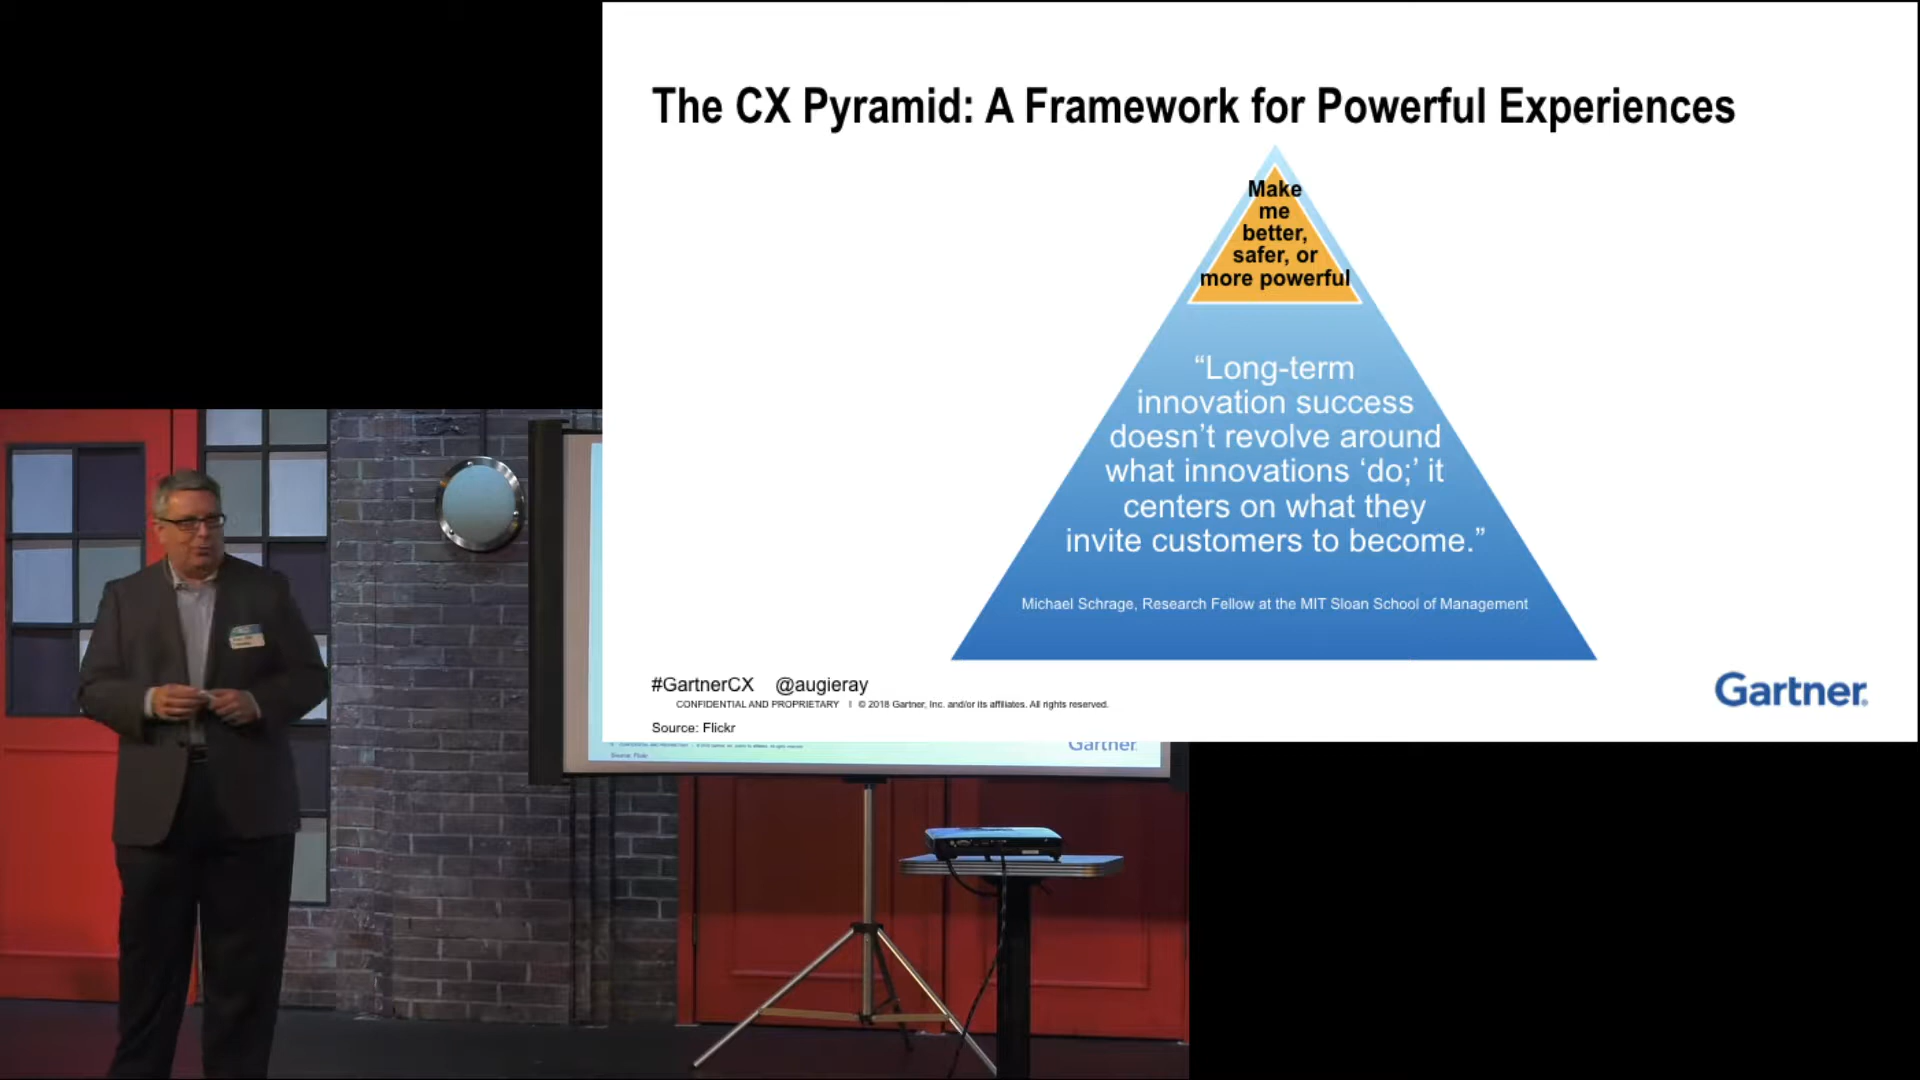 The CX Pyramid: A Framework for Powerful Experiences
Make
me
better,
safer, or
more powerful
“Long-term
innovation success
doesn’t revolve around
what innovations ‘do;’ it
centers on what they
invite customers to become.”
Michael Schrage, Research Fellow at the MIT Sloan School of Management
#GartnerCX @augieray
CONFIDENTIAL AND PROPRIETARY | © 2018 Gartner, Inc. and/or its affiliates. All rights reserved.
Source: Flickr
Gartner.
Gartner.
Source: Flickr